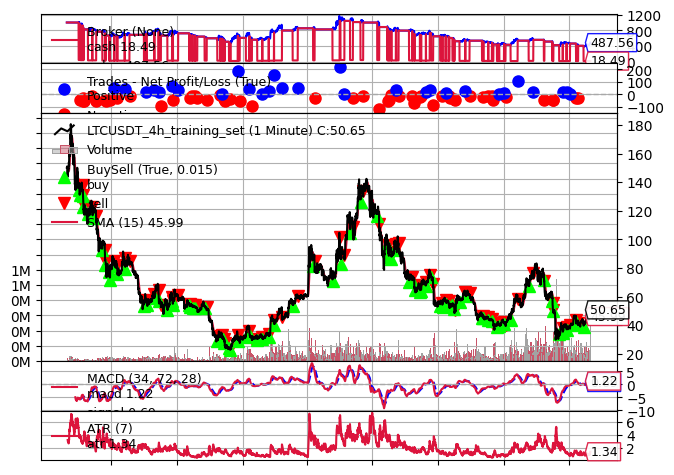 Broker (None)
cash 18.49
1200
800
487.56
18.49
Trades - Net Profit/Loss (True)
Positive
200
100
0
−100
LTCUSDT_4h_training_set (1 Minute) C:50.65
Volume
BuySell (True, 0.015)
buy
sell
SMA (15) 45.99
180
160
140
120
100
80
60
50.65
40
20
1M
1M
0M
0M
0M
0M
0M
MACD (34, 72, 28)
macd 1.22
signal 0.69
5
1.22
0
−5
−10
ATR (7)
atr 1.34
6
4
2
1.34